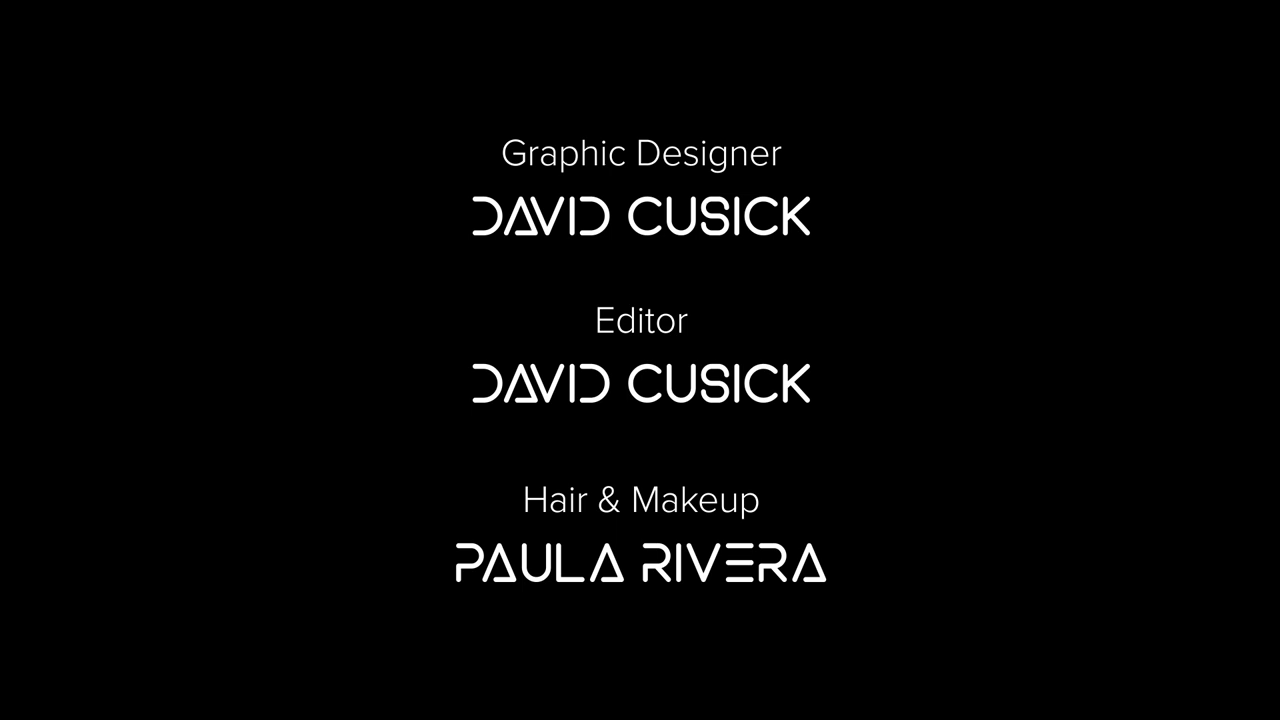 Graphic Designer
DAVID CUSICK
Editor
DAVID CUSICK
Hair & Makeup
PAULA RIVERA